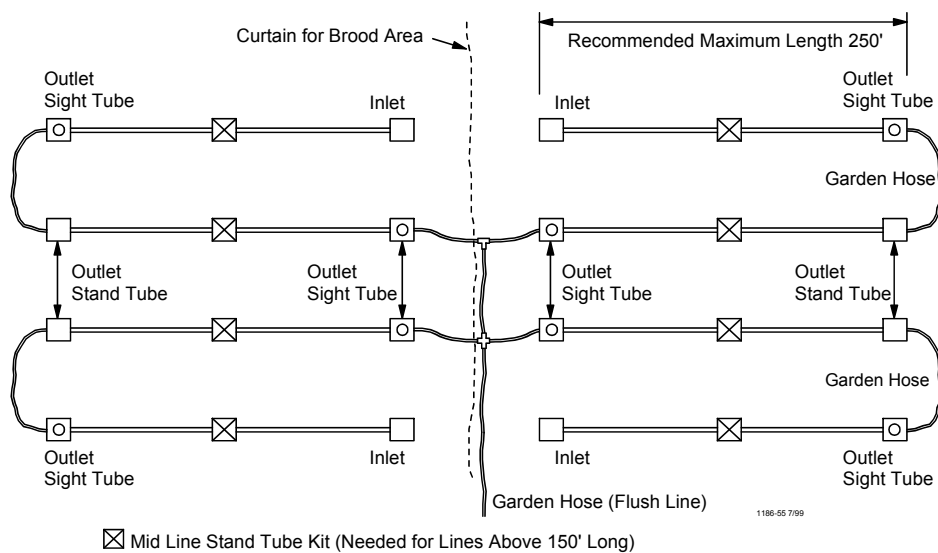 Curtain for Brood Area
Recommended Maximum Length 250'
Outlet
Sight Tube
Inlet
Inlet
Outlet
Sight Tube
Garden Hose
Outlet
Stand Tube
Outlet
Sight Tube
Outlet
Sight Tube
Outlet
Stand Tube
Garden Hose
Outlet
Sight Tube
Inlet
Inlet
Outlet
Sight Tube
Garden Hose (Flush Line)
1186-55 7/99
Mid Line Stand Tube Kit (Needed for Lines Above 150' Long)